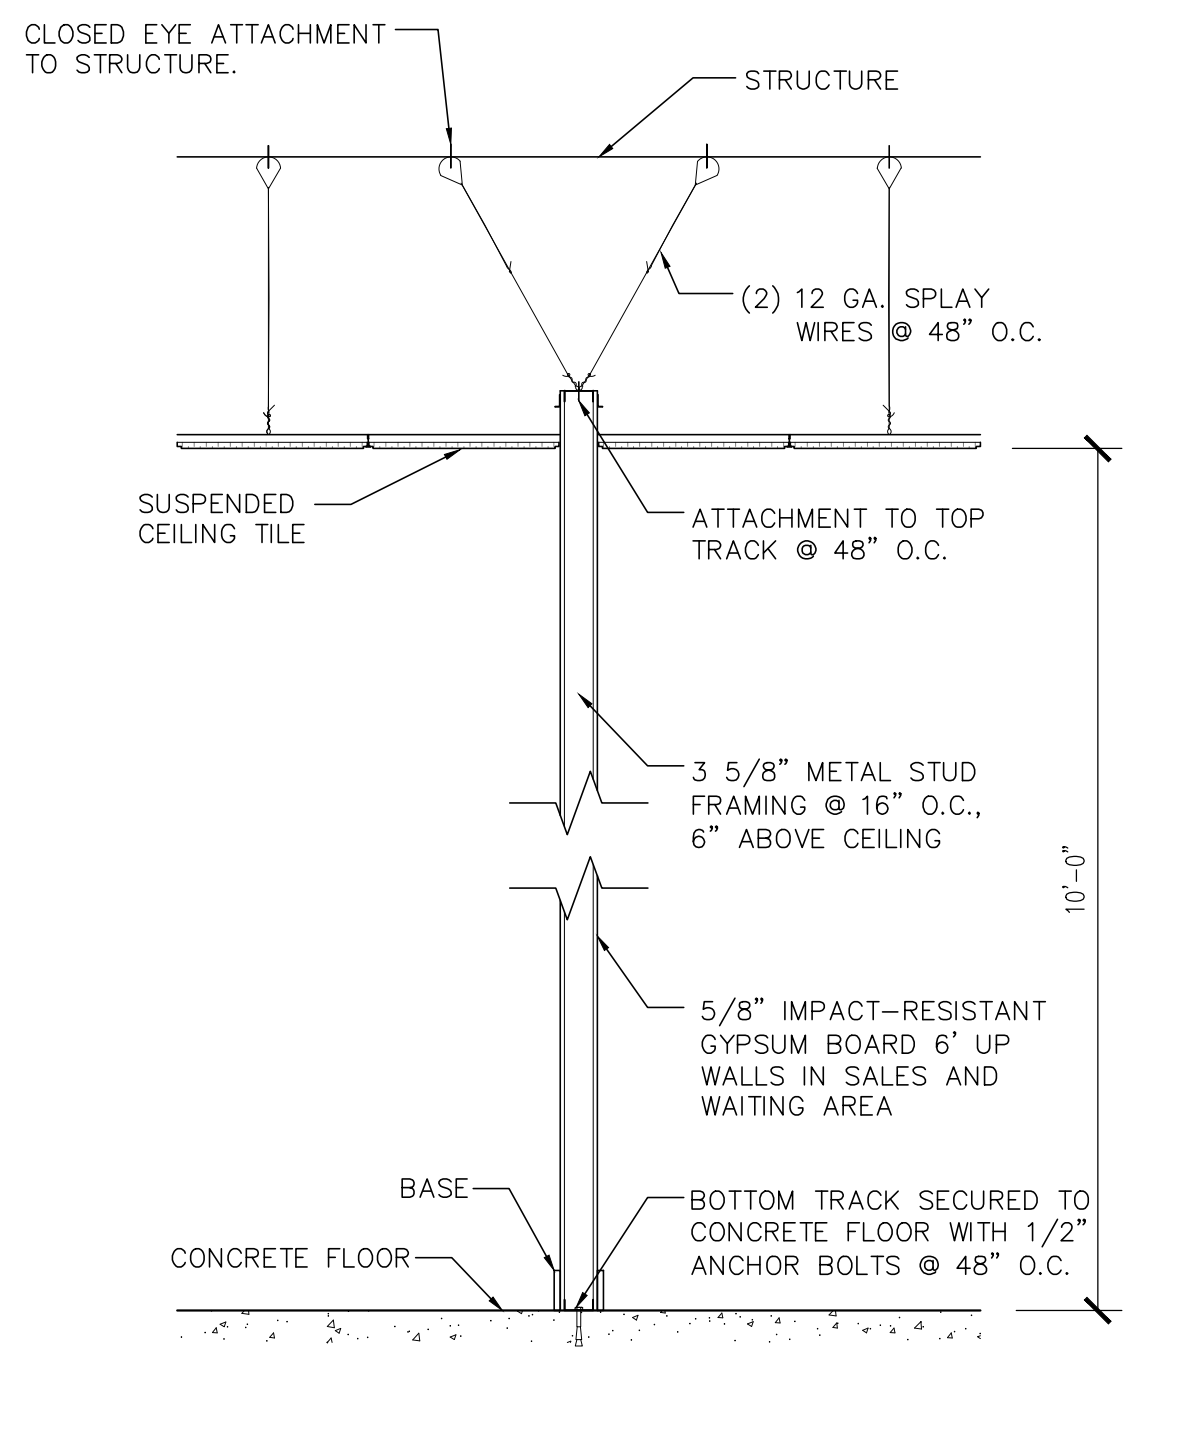 CLOSED EYE ATTACHMENT
TO STRUCTURE.
STRUCTURE
(2) 12 GA. SPLAY
WIRES @ 48” O.C.
SUSPENDED
CEILING TILE
ATTACHMENT TO TOP
TRACK @ 48” O.C.
3 5/8” METAL STUD
FRAMING @ 16” O.C.,
6” ABOVE CEILING
10’–0”
5/8” IMPACT–RESISTANT
GYPSUM BOARD 6’ UP
WALLS IN SALES AND
WAITING AREA
BASE
BOTTOM TRACK SECURED TO
CONCRETE FLOOR WITH 1/2”
ANCHOR BOLTS @ 48” O.C.
CONCRETE FLOOR